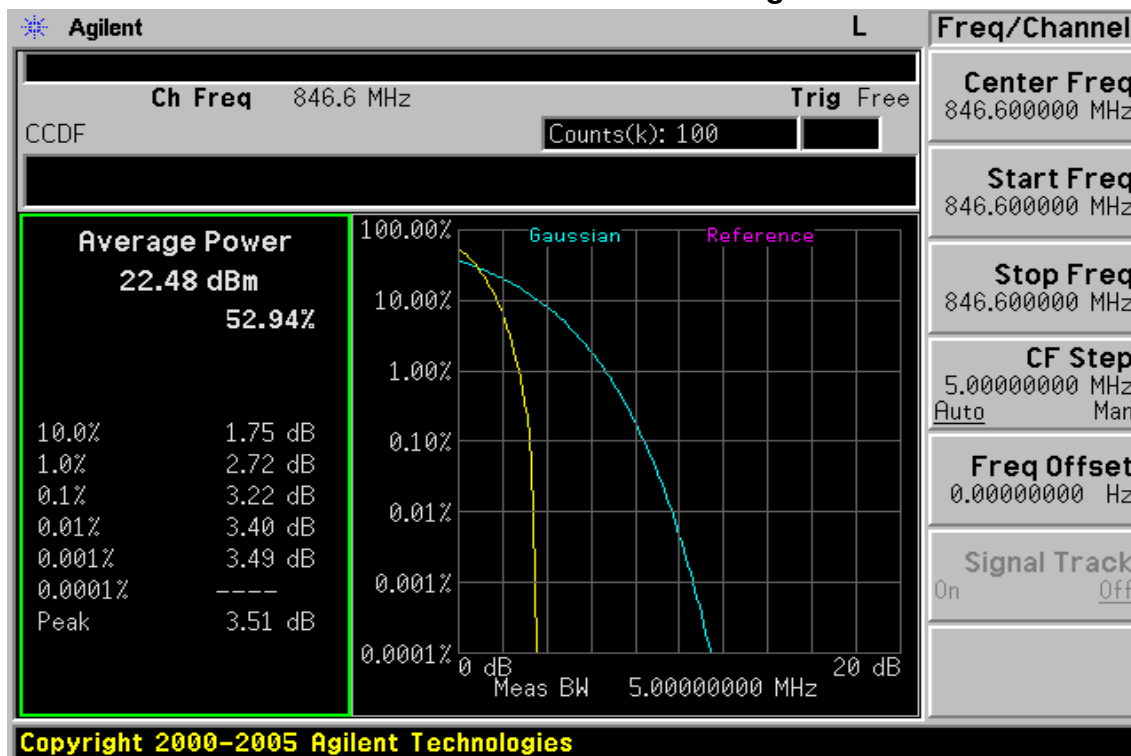 Agilent L Freq/Channel
Ch Freq 846.6 MHz Trig Free
CCDF Counts(k): 100
Average Power
22.48 dBm
52.94%
10.0% 1.75 dB
1.0% 2.72 dB
0.1% 3.22 dB
0.01% 3.40 dB
0.001% 3.49 dB
0.0001% ----
Peak 3.51 dB
Gaussian Reference
100.00%
10.00%
1.00%
0.10%
0.01%
0.001%
0.0001%
0 dB 20 dB
Meas BW 5.00000000 MHz
Center Freq
846.600000 MHz
Start Freq
846.600000 MHz
Stop Freq
846.600000 MHz
CF Step
5.00000000 MHz
Auto Man
Freq Offset
0.00000000 Hz
Signal Track
On Off
Copyright 2000-2005 Agilent Technologies